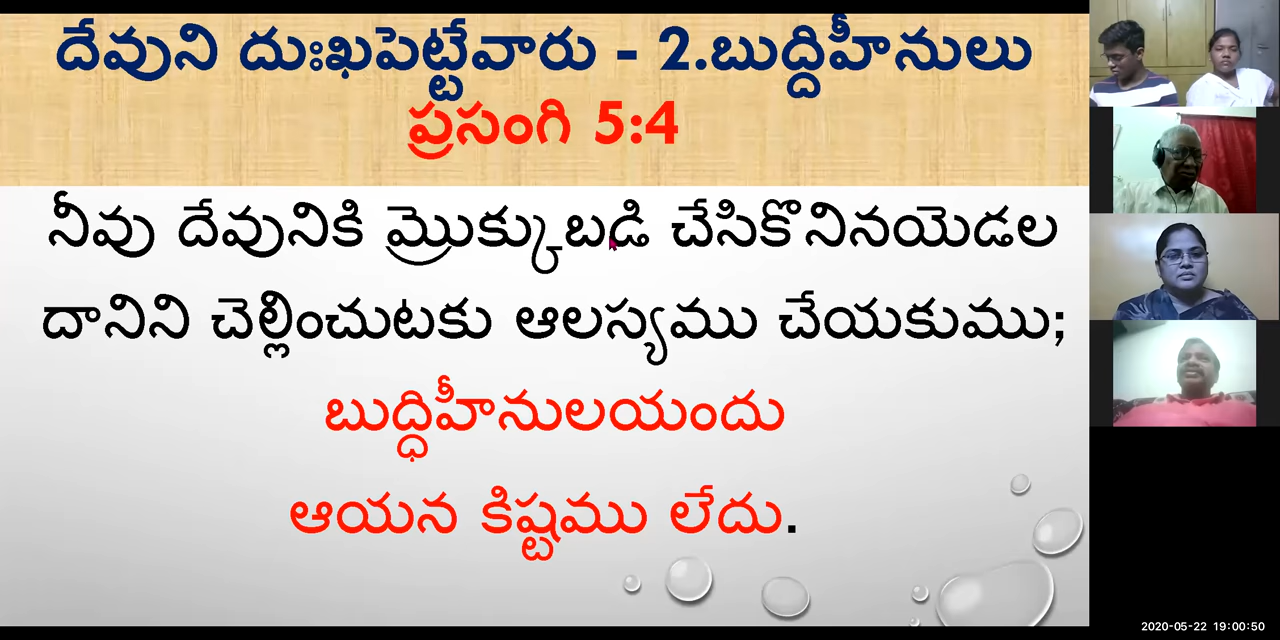 దేవుని దుఃఖపెట్టేవారు - 2.బుద్దిహీనులు
ప్రసంగి 5:4
నీవు దేవునికి మ్రొక్కుబడి చేసికొనినయెడల
దానిని చెల్లించుటకు ఆలస్యము చేయకుము;
బుద్ధిహీనులయందు
ఆయన కిష్టము లేదు.
2020-05-22 19:00:50